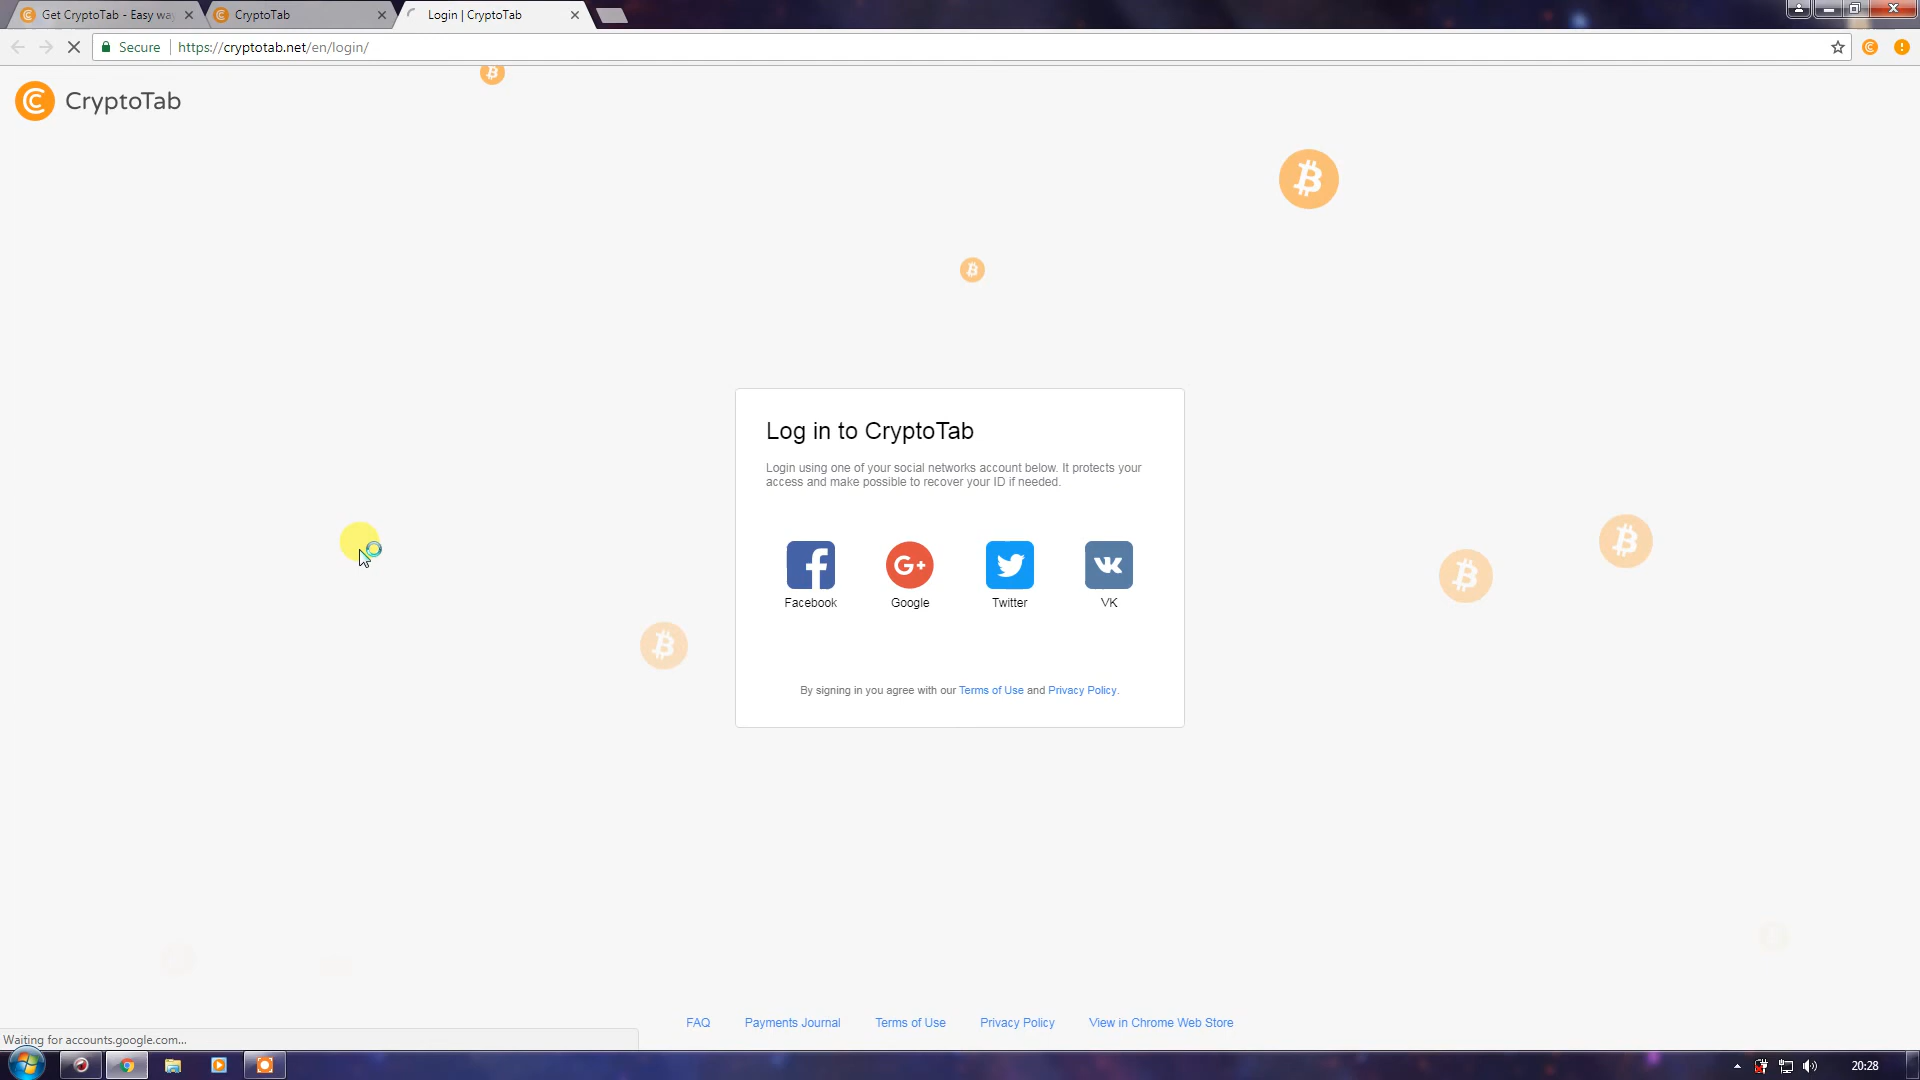 Get CryptoTab - Easy way
CryptoTab
Login | CryptoTab
Secure
https://cryptotab.net/en/login/
CryptoTab
Log in to CryptoTab
Login using one of your social networks account below. It protects your
access and make possible to recover your ID if needed.
G+
Facebook
Google
Twitter
VK
By signing in you agree with our Terms of Use and Privacy Policy.
FAQ
Payments Journal
Terms of Use
Privacy Policy
View in Chrome Web Store
Waiting for accounts.google.com...
20:28